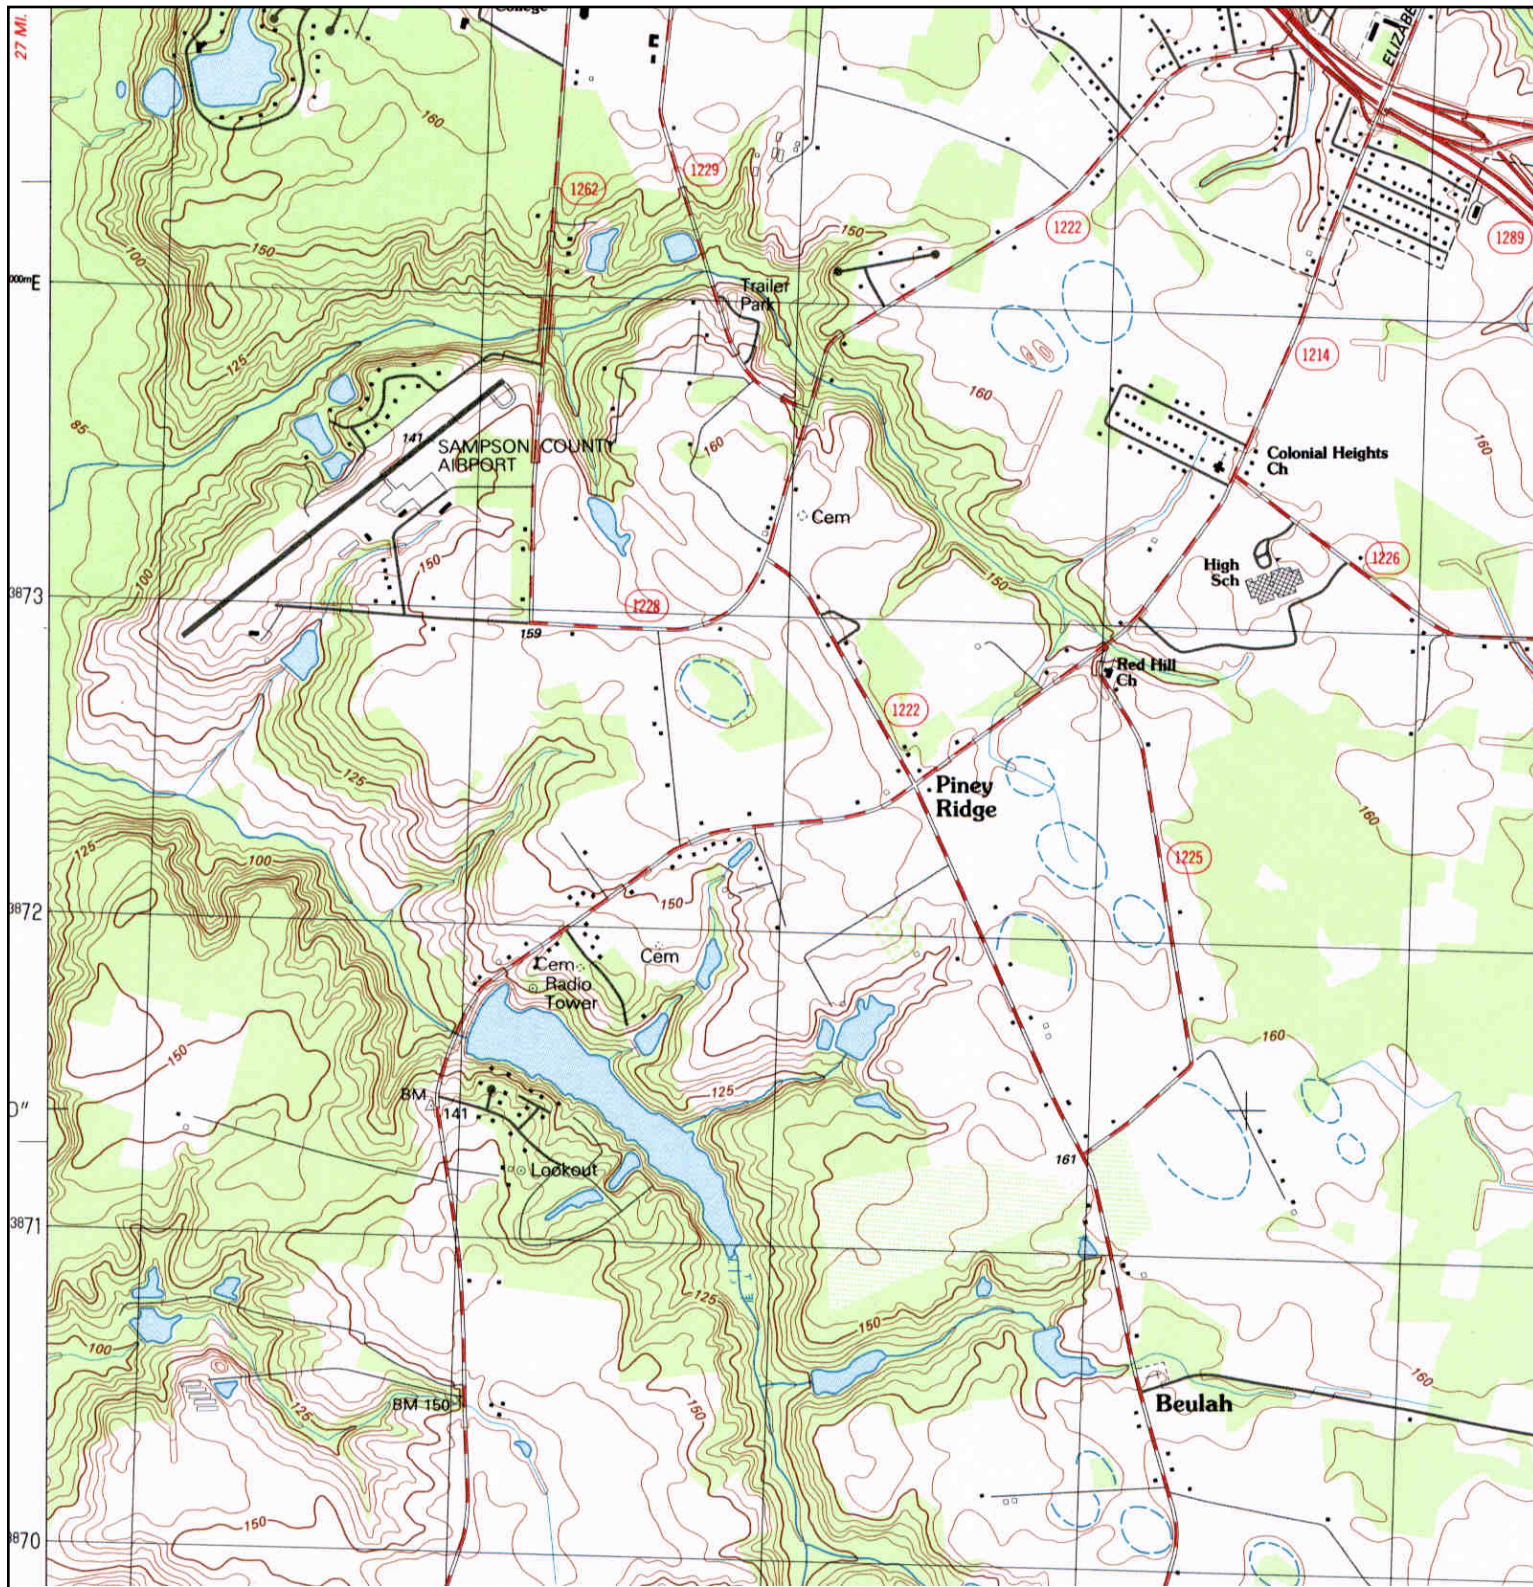 College
27 MI.
ELIZABE
160
1229
1262
1222
1289
150
150
100
000mE
Trailer
Park
125
1214
160
85
141
SAMPSON COUNTY
AIRPORT
160
160
Colonial Heights
Ch
Cem
1226
High
Sch
150
100
150
3873
1228
159
Red Hill
Ch
1222
125
Piney
Ridge
160
125
100
1225
150
3872
Cem
Cem
Radio
Tower
150
160
125
BM
141
0"
Lookout
161
3871
125
150
100
160
BM 150
125
150
Beulah
150
3870